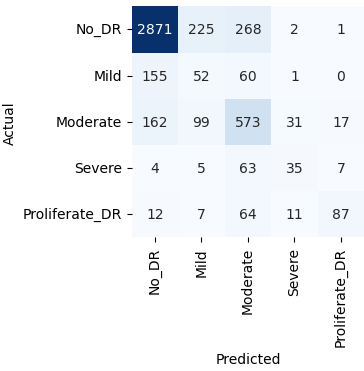 No_DR 2871 225 268 2 1
Mild 155 52 60 1 0
Moderate 162 99 573 31 17
Severe 4 5 63 35 7
Proliferate_DR 12 7 64 11 87
Actual
No_DR
Mild
Moderate
Severe
Proliferate_DR
Predicted